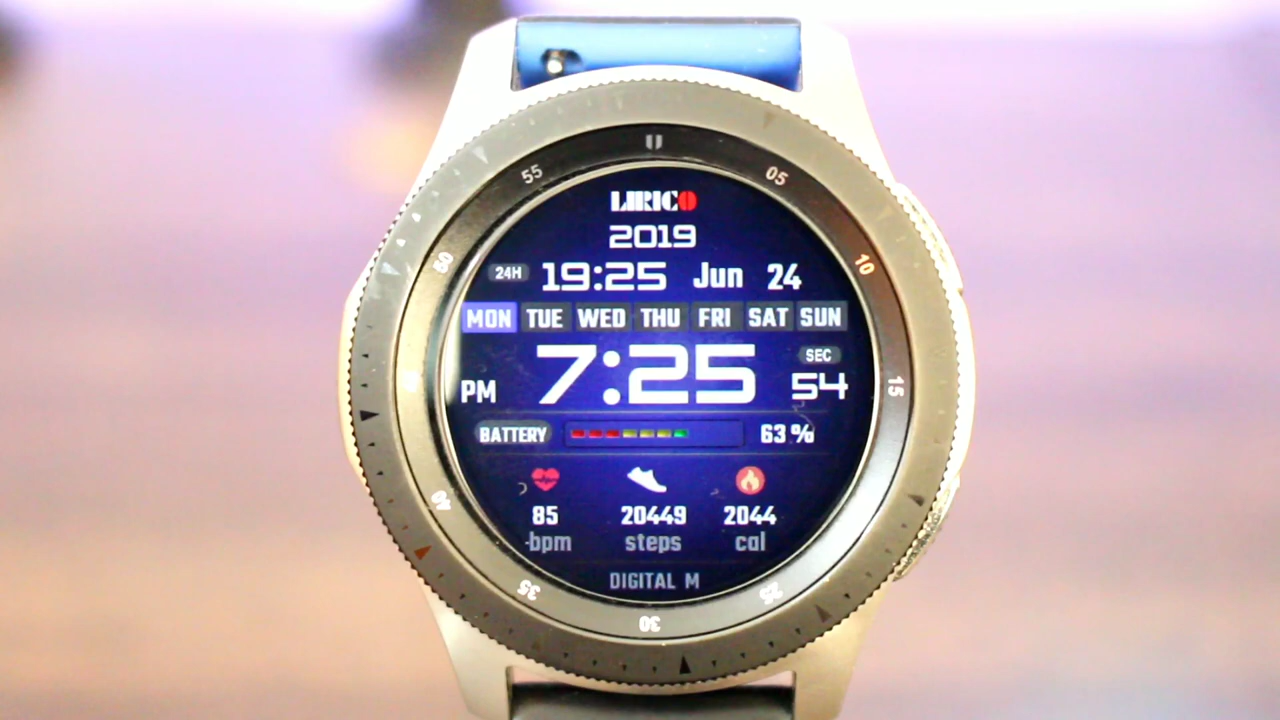 55
05
50
10
LIRICO
2019
24H 19:25 Jun 24
MON TUE WED THU FRI SAT SUN
PM 7:25 SEC 54
15
BATTERY 63 %
85 20449 2044
bpm steps cal
DIGITAL M
40
35
25
30